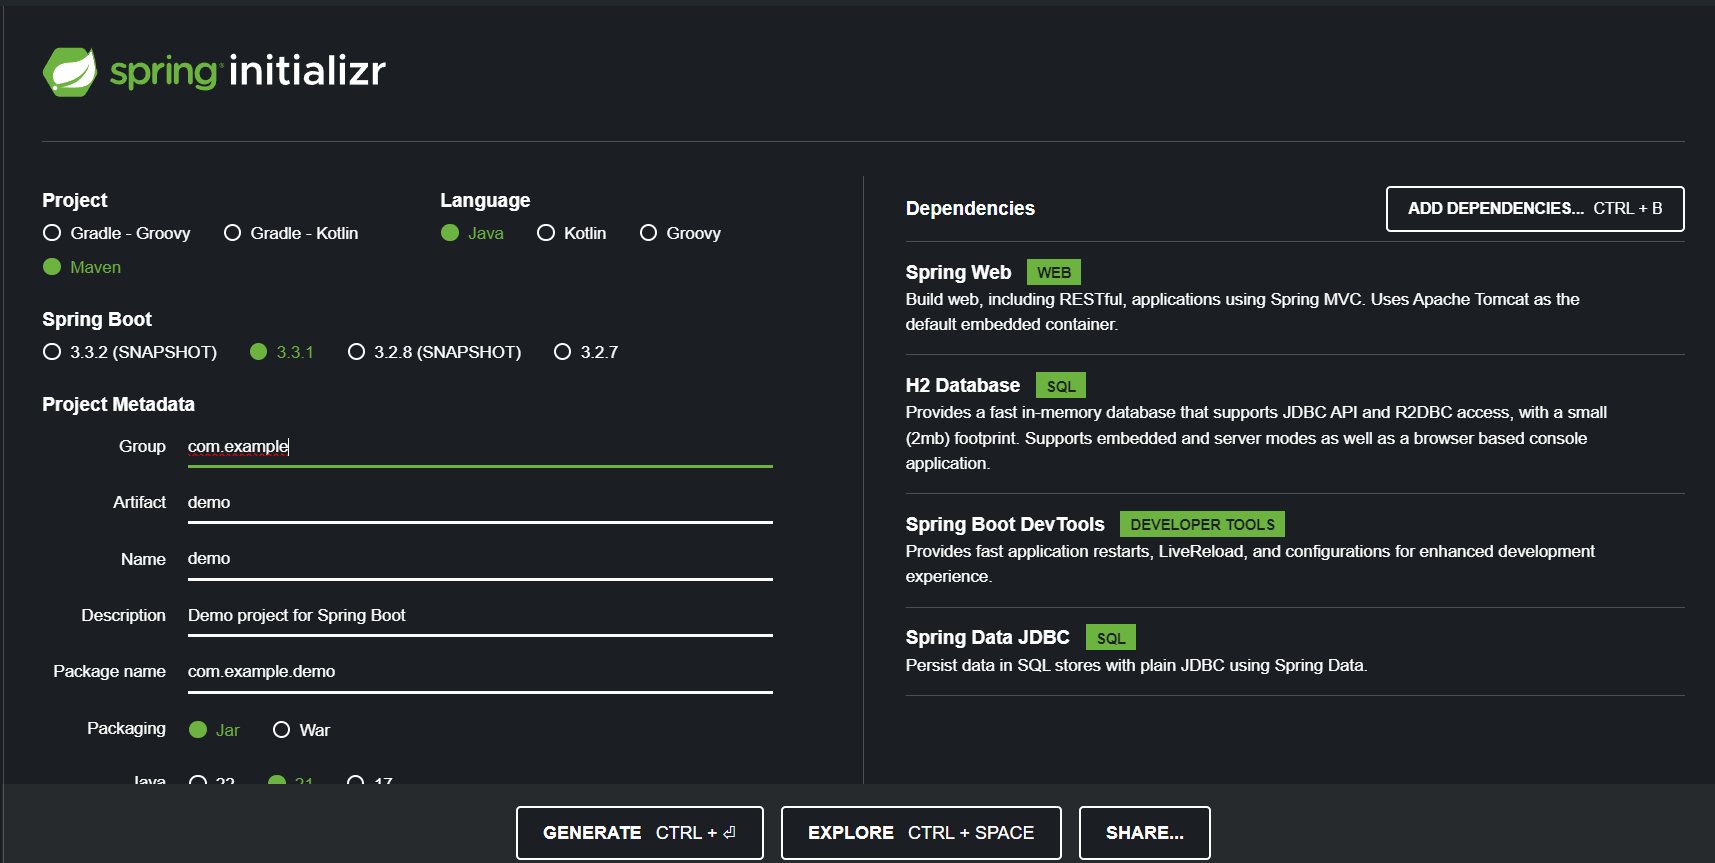 spring initializr
Project
Gradle - Groovy
Gradle - Kotlin
Maven
Language
Java
Kotlin
Groovy
Spring Boot
3.3.2 (SNAPSHOT)
3.3.1
3.2.8 (SNAPSHOT)
3.2.7
Project Metadata
Group com.example
Artifact demo
Name demo
Description Demo project for Spring Boot
Package name com.example.demo
Packaging Jar War
Java 22 21 17
Dependencies
ADD DEPENDENCIES... CTRL + B
Spring Web WEB
Build web, including RESTful, applications using Spring MVC. Uses Apache Tomcat as the
default embedded container.
H2 Database SQL
Provides a fast in-memory database that supports JDBC API and R2DBC access, with a small
(2mb) footprint. Supports embedded and server modes as well as a browser based console
application.
Spring Boot DevTools DEVELOPER TOOLS
Provides fast application restarts, LiveReload, and configurations for enhanced development
experience.
Spring Data JDBC SQL
Persist data in SQL stores with plain JDBC using Spring Data.
GENERATE CTRL + ⏎
EXPLORE CTRL + SPACE
SHARE...